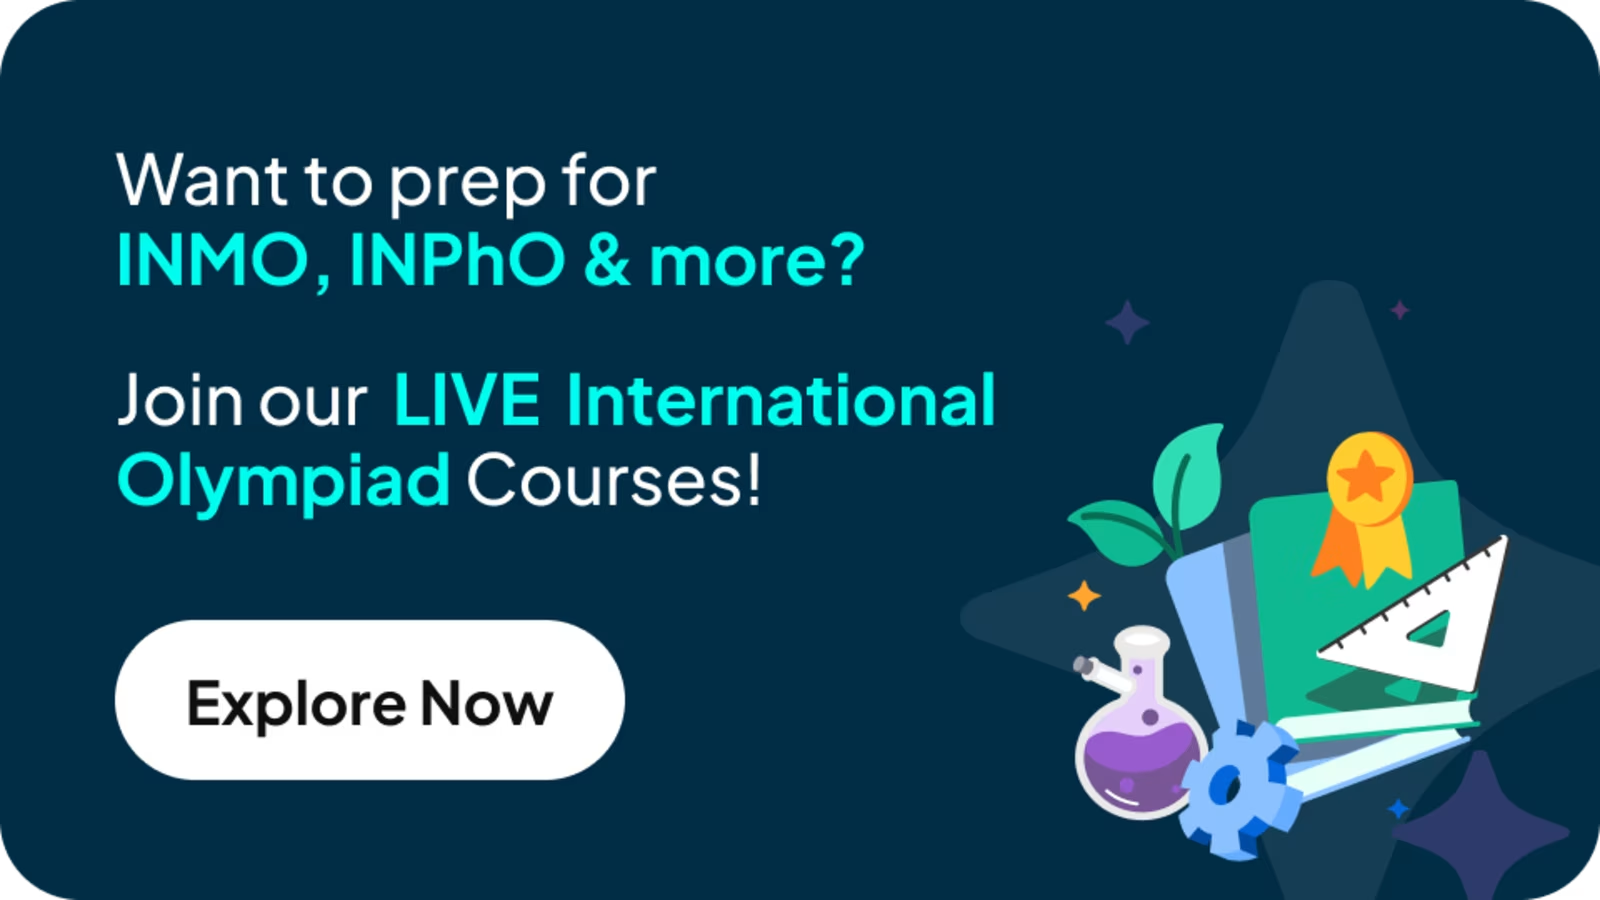 Want to prep for
INMO, INPhO & more?
Join our LIVE International
Olympiad Courses!
Explore Now